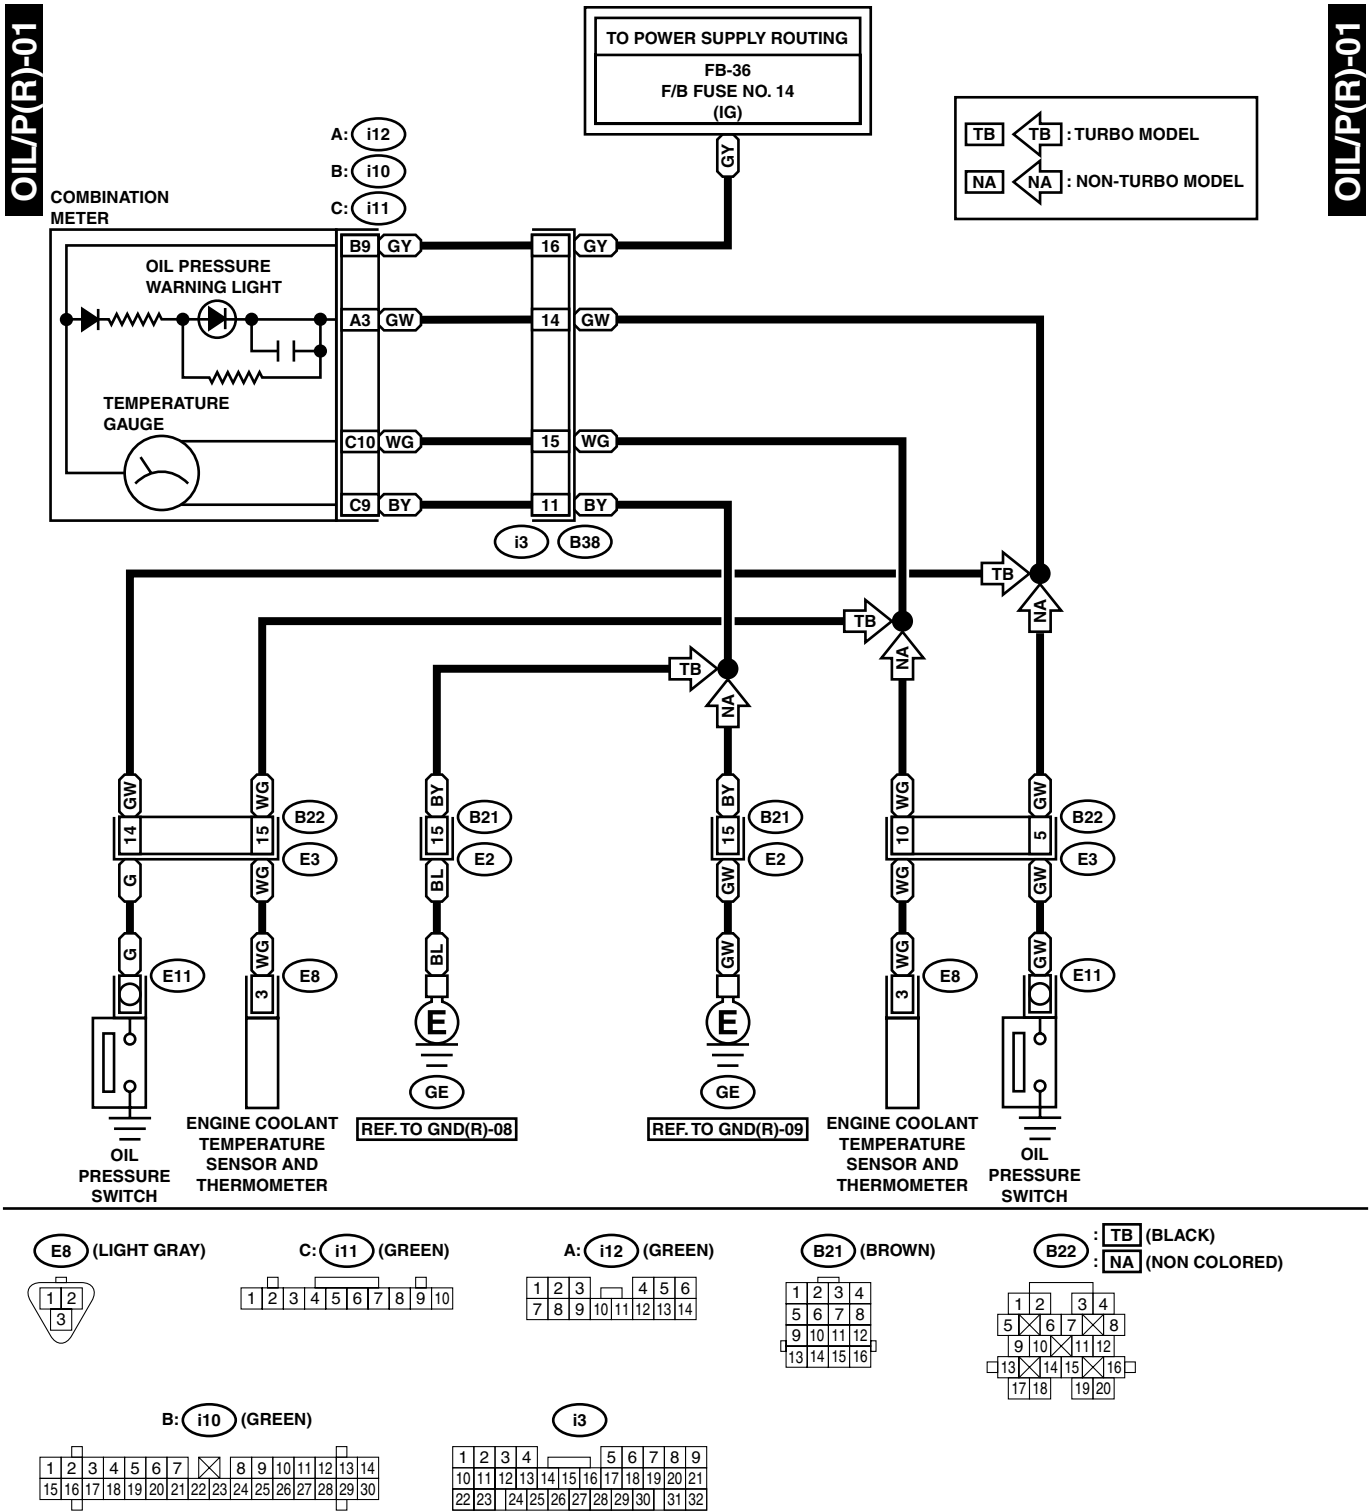 OIL/P(R)-01
OIL/P(R)-01
TO POWER SUPPLY ROUTING
FB-36
F/B FUSE NO. 14
(IG)
GY
TB TB : TURBO MODEL
NA NA : NON-TURBO MODEL
A: i12
B: i10
C: i11
COMBINATION
METER
B9 GY 16 GY
OIL PRESSURE
WARNING LIGHT
A3 GW 14 GW
TEMPERATURE
GAUGE
C10 WG 15 WG
C9 BY 11 BY
i3 B38
TB
NA
TB
NA
TB
NA
GW WG BY BY WG GW
14 15 B22 15 B21 15 B21 10 5 B22
E3 E2 E2 E3
G WG BL GW WG GW
G WG BL GW WG GW
E11 3 E8 3 E8 E11
E E
GE GE
REF. TO GND(R)-08
REF. TO GND(R)-09
OIL
PRESSURE
SWITCH
ENGINE COOLANT
TEMPERATURE
SENSOR AND
THERMOMETER
ENGINE COOLANT
TEMPERATURE
SENSOR AND
THERMOMETER
OIL
PRESSURE
SWITCH
E8 (LIGHT GRAY)
1 2
3
C: i11 (GREEN)
1 2 3 4 5 6 7 8 9 10
A: i12 (GREEN)
1 2 3 4 5 6
7 8 9 10 11 12 13 14
B21 (BROWN)
1 2 3 4
5 6 7 8
9 10 11 12
13 14 15 16
B22 : TB (BLACK)
: NA (NON COLORED)
1 2 3 4
5 6 7 8
9 10 11 12
13 14 15 16
17 18 19 20
B: i10 (GREEN)
1 2 3 4 5 6 7 8 9 10 11 12 13 14
15 16 17 18 19 20 21 22 23 24 25 26 27 28 29 30
i3
1 2 3 4 5 6 7 8 9
10 11 12 13 14 15 16 17 18 19 20 21
22 23 24 25 26 27 28 29 30 31 32